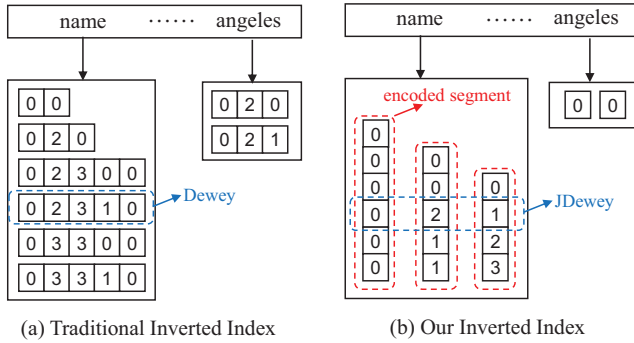 name ...... angeles
0 0
0 2 0
0 2 3 0 0
0 2 3 1 0
0 3 3 0 0
0 3 3 1 0
0 2 0
0 2 1
Dewey
(a) Traditional Inverted Index
name ...... angeles
encoded segment
0 0
0
0 0
0 0 0
0 2 1
0 1 2
0 1 3
JDewey
(b) Our Inverted Index